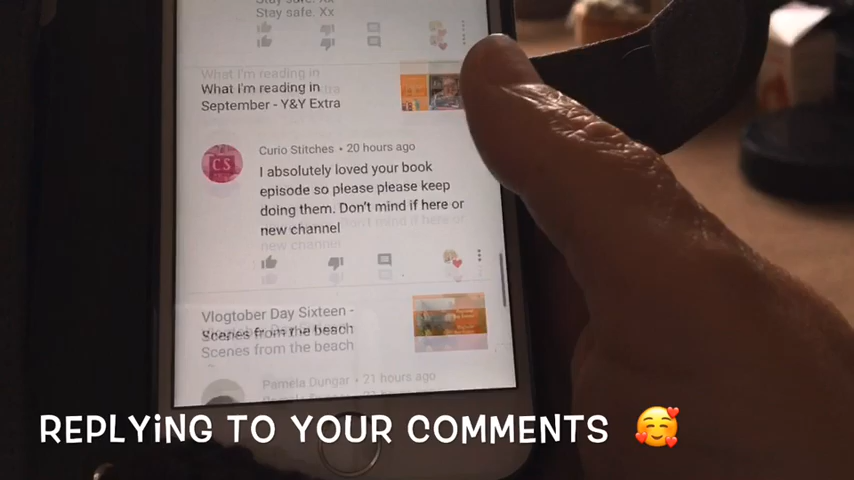 Stay safe. Xx
What I'm reading in
September - Y&Y Extra
CS
Curio Stitches • 20 hours ago
I absolutely loved your book
episode so please please keep
doing them. Don't mind if here or
new channel
Vlogtober Day Sixteen -
Scenes from the beach
Pamela Dungar • 21 hours ago
REPLYiNG TO YOUR COMMENTS